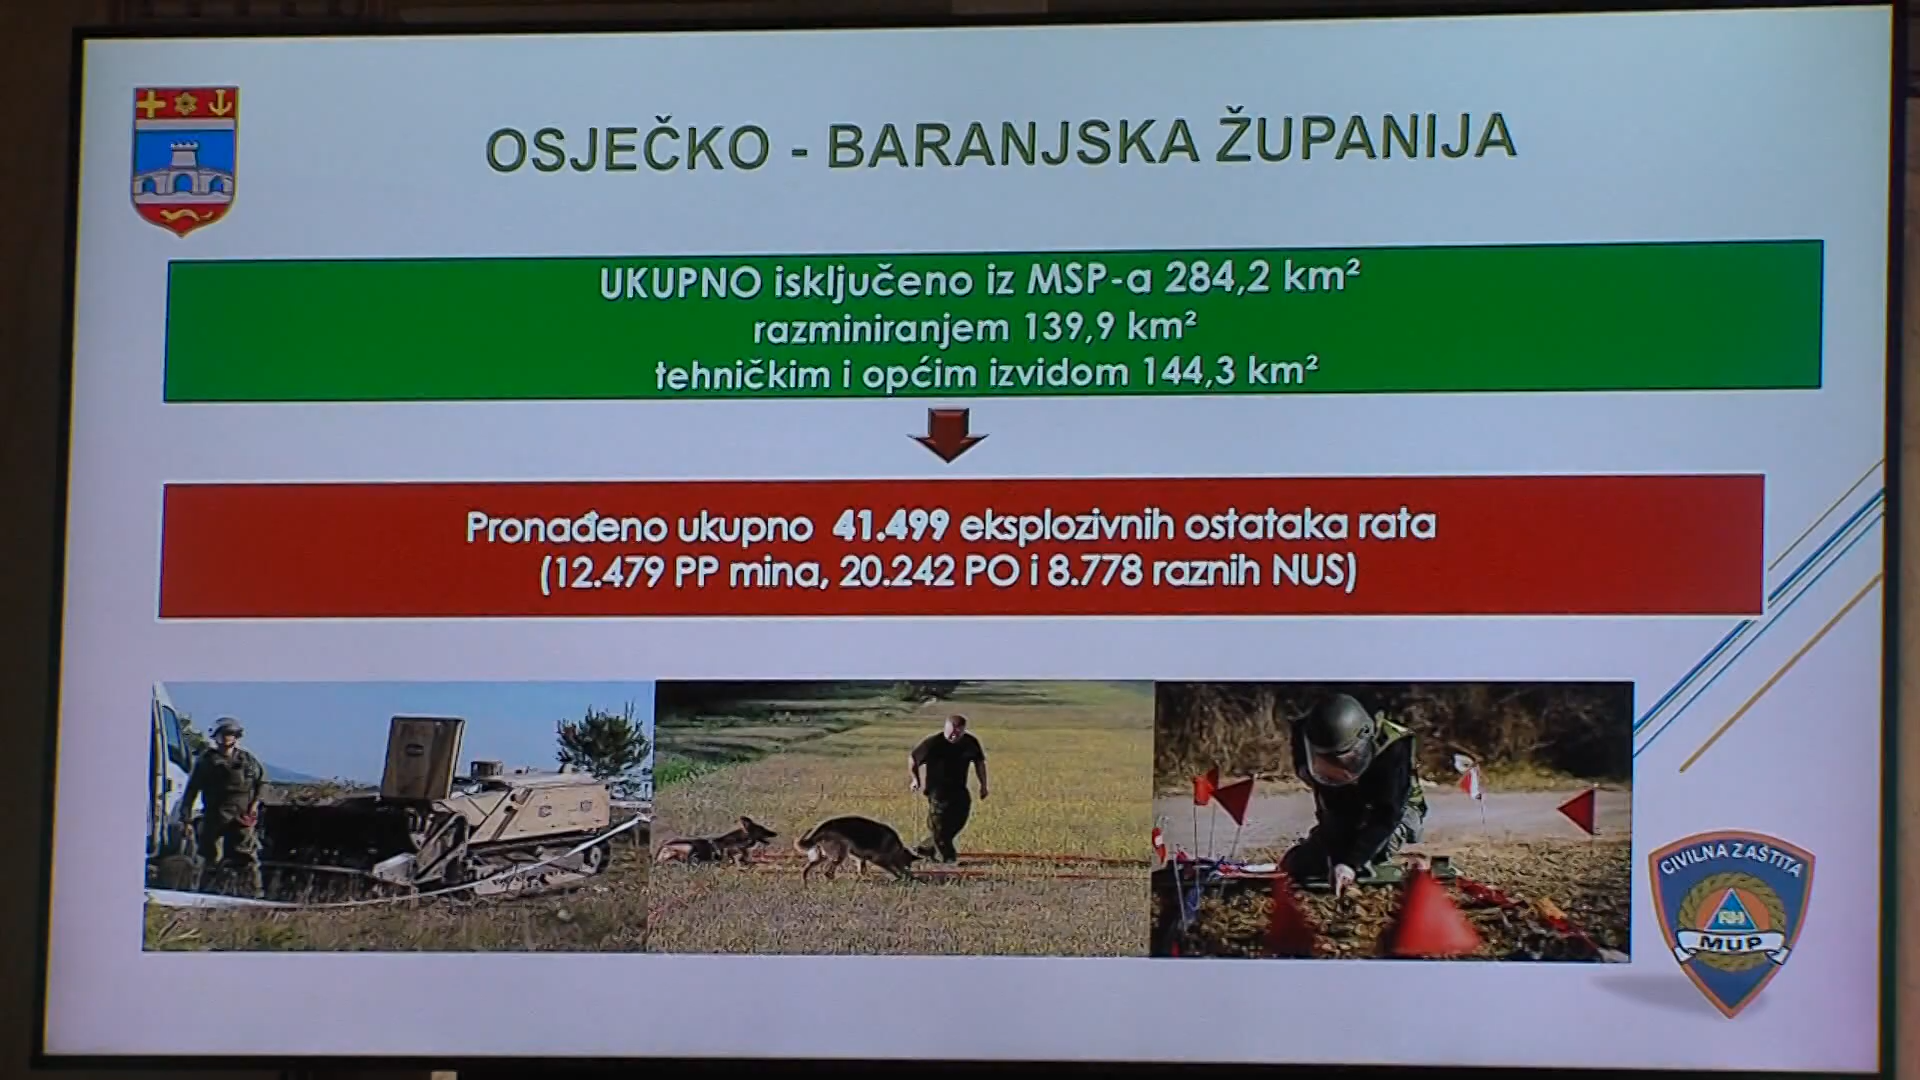 OSJEČKO - BARANJSKA ŽUPANIJA
UKUPNO isključeno iz MSP-a 284,2 km²
razminiranjem 139,9 km²
tehničkim i općim izvidom 144,3 km²
Pronađeno ukupno 41.499 eksplozivnih ostataka rata
(12.479 PP mina, 20.242 PO i 8.778 raznih NUS)
CIVILNA ZAŠTITA
RH
MUP